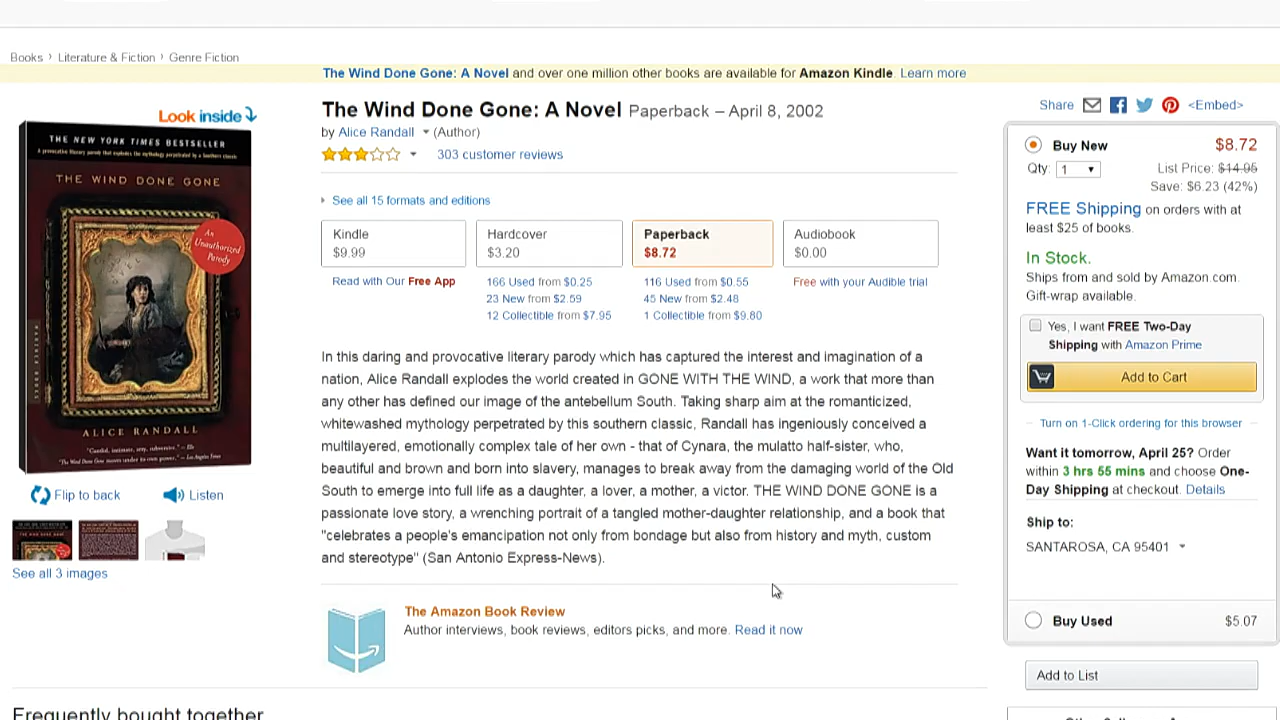 Books › Literature & Fiction › Genre Fiction
The Wind Done Gone: A Novel and over one million other books are available for Amazon Kindle. Learn more
Look inside
THE NEW YORK TIMES BESTSELLER
A provocative literary parody that explodes the mythology perpetrated by a Southern classic
THE WIND DONE GONE
An
Unauthorized
Parody
ALICE RANDALL
Flip to back
Listen
See all 3 images
The Wind Done Gone: A Novel Paperback – April 8, 2002
by Alice Randall (Author)
303 customer reviews
See all 15 formats and editions
Kindle
$9.99
Read with Our Free App
Hardcover
$3.20
166 Used from $0.25
23 New from $2.59
12 Collectible from $7.95
Paperback
$8.72
116 Used from $0.55
45 New from $2.48
1 Collectible from $9.80
Audiobook
$0.00
Free with your Audible trial
In this daring and provocative literary parody which has captured the interest and imagination of a
nation, Alice Randall explodes the world created in GONE WITH THE WIND, a work that more than
any other has defined our image of the antebellum South. Taking sharp aim at the romanticized,
whitewashed mythology perpetrated by this southern classic, Randall has ingeniously conceived a
multilayered, emotionally complex tale of her own - that of Cynara, the mulatto half-sister, who,
beautiful and brown and born into slavery, manages to break away from the damaging world of the Old
South to emerge into full life as a daughter, a lover, a mother, a victor. THE WIND DONE GONE is a
passionate love story, a wrenching portrait of a tangled mother-daughter relationship, and a book that
"celebrates a people's emancipation not only from bondage but also from history and myth, custom
and stereotype" (San Antonio Express-News).
The Amazon Book Review
Author interviews, book reviews, editors picks, and more. Read it now
Frequently bought together
Share <Embed>
Buy New $8.72
Qty: 1 List Price: $14.95
Save: $6.23 (42%)
FREE Shipping on orders with at
least $25 of books.
In Stock.
Ships from and sold by Amazon.com.
Gift-wrap available.
Yes, I want FREE Two-Day
Shipping with Amazon Prime
Add to Cart
Turn on 1-Click ordering for this browser
Want it tomorrow, April 25? Order
within 3 hrs 55 mins and choose One-
Day Shipping at checkout. Details
Ship to:
SANTAROSA, CA 95401
Buy Used $5.07
Add to List